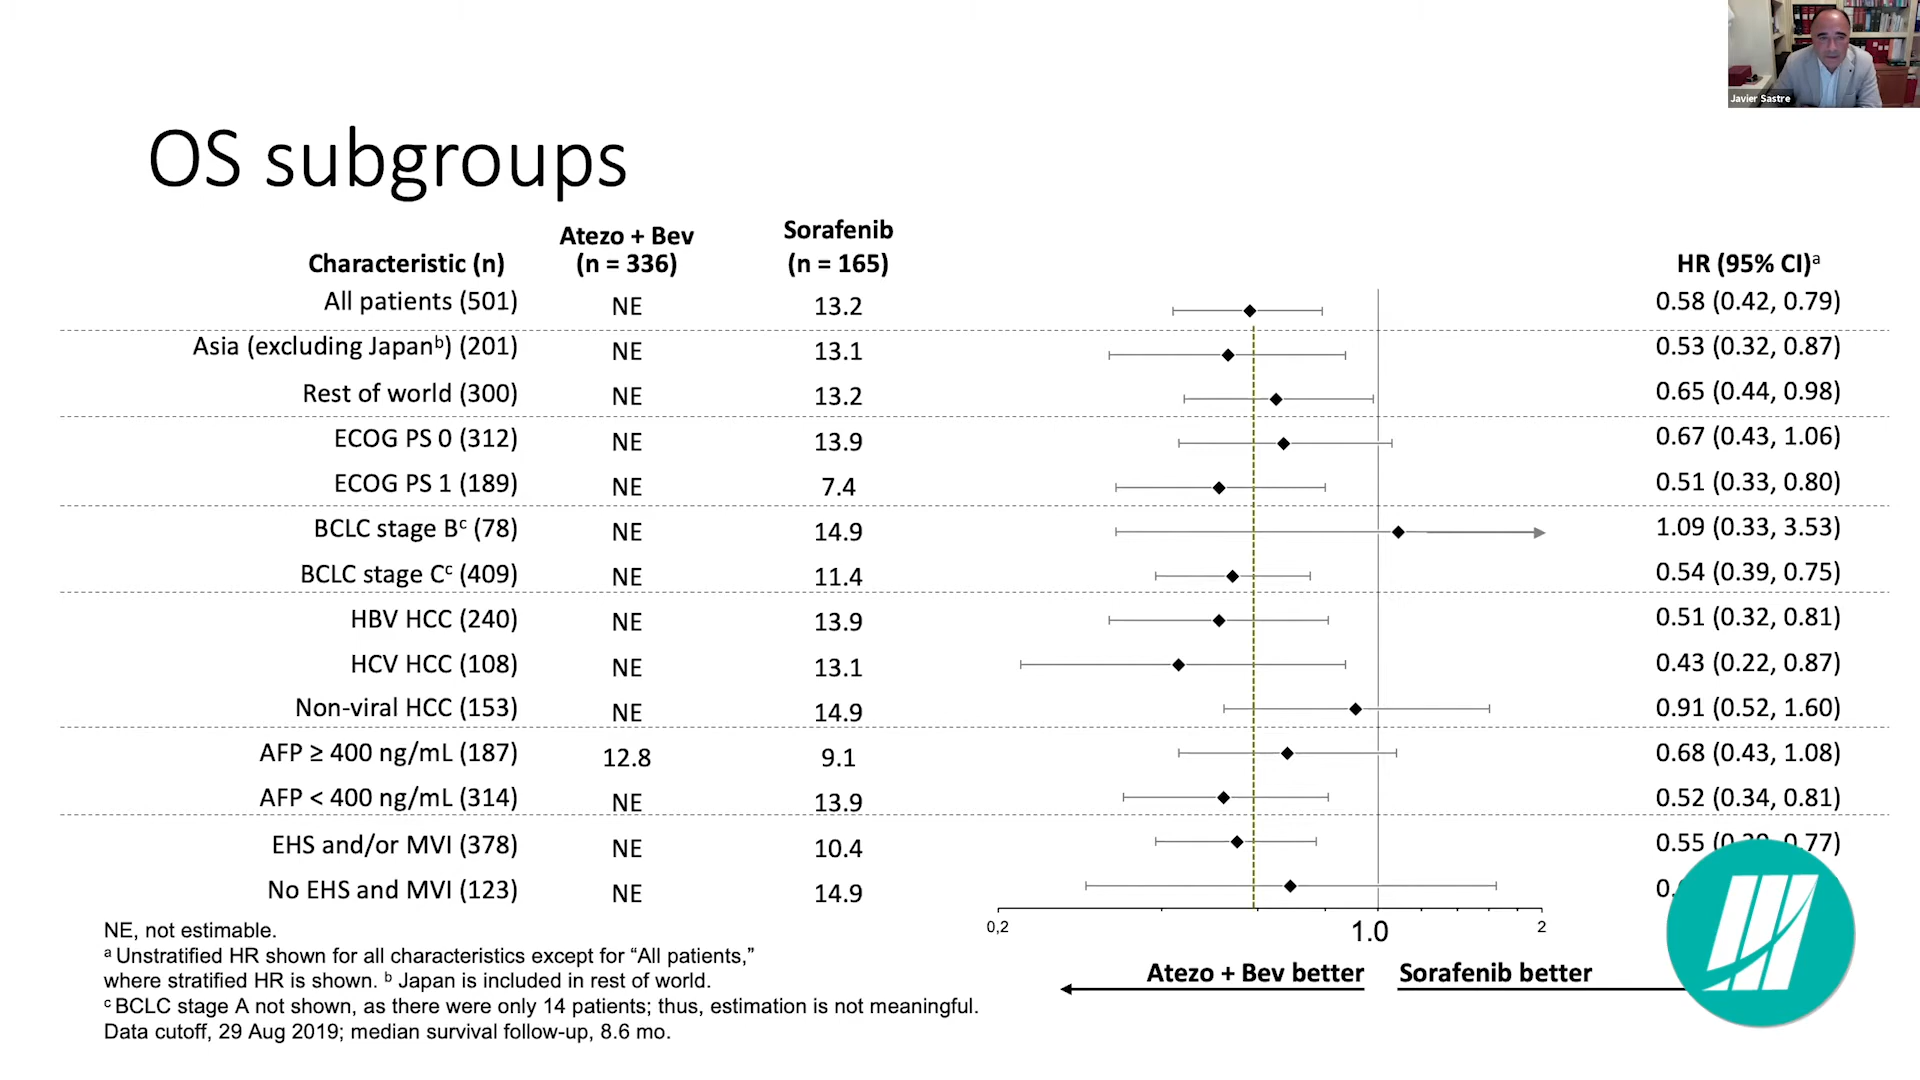 Javier Sastre
OS subgroups
Characteristic (n) Atezo + Bev (n = 336) Sorafenib (n = 165) HR (95% CI)ᵃ
All patients (501) NE 13.2 0.58 (0.42, 0.79)
Asia (excluding Japanᵇ) (201) NE 13.1 0.53 (0.32, 0.87)
Rest of world (300) NE 13.2 0.65 (0.44, 0.98)
ECOG PS 0 (312) NE 13.9 0.67 (0.43, 1.06)
ECOG PS 1 (189) NE 7.4 0.51 (0.33, 0.80)
BCLC stage Bᶜ (78) NE 14.9 1.09 (0.33, 3.53)
BCLC stage Cᶜ (409) NE 11.4 0.54 (0.39, 0.75)
HBV HCC (240) NE 13.9 0.51 (0.32, 0.81)
HCV HCC (108) NE 13.1 0.43 (0.22, 0.87)
Non-viral HCC (153) NE 14.9 0.91 (0.52, 1.60)
AFP ≥ 400 ng/mL (187) 12.8 9.1 0.68 (0.43, 1.08)
AFP < 400 ng/mL (314) NE 13.9 0.52 (0.34, 0.81)
EHS and/or MVI (378) NE 10.4 0.55
No EHS and MVI (123) NE 14.9
0,2 1.0 2
Atezo + Bev better Sorafenib better
NE, not estimable.
ᵃ Unstratified HR shown for all characteristics except for “All patients,”
where stratified HR is shown. ᵇ Japan is included in rest of world.
ᶜ BCLC stage A not shown, as there were only 14 patients; thus, estimation is not meaningful.
Data cutoff, 29 Aug 2019; median survival follow-up, 8.6 mo.